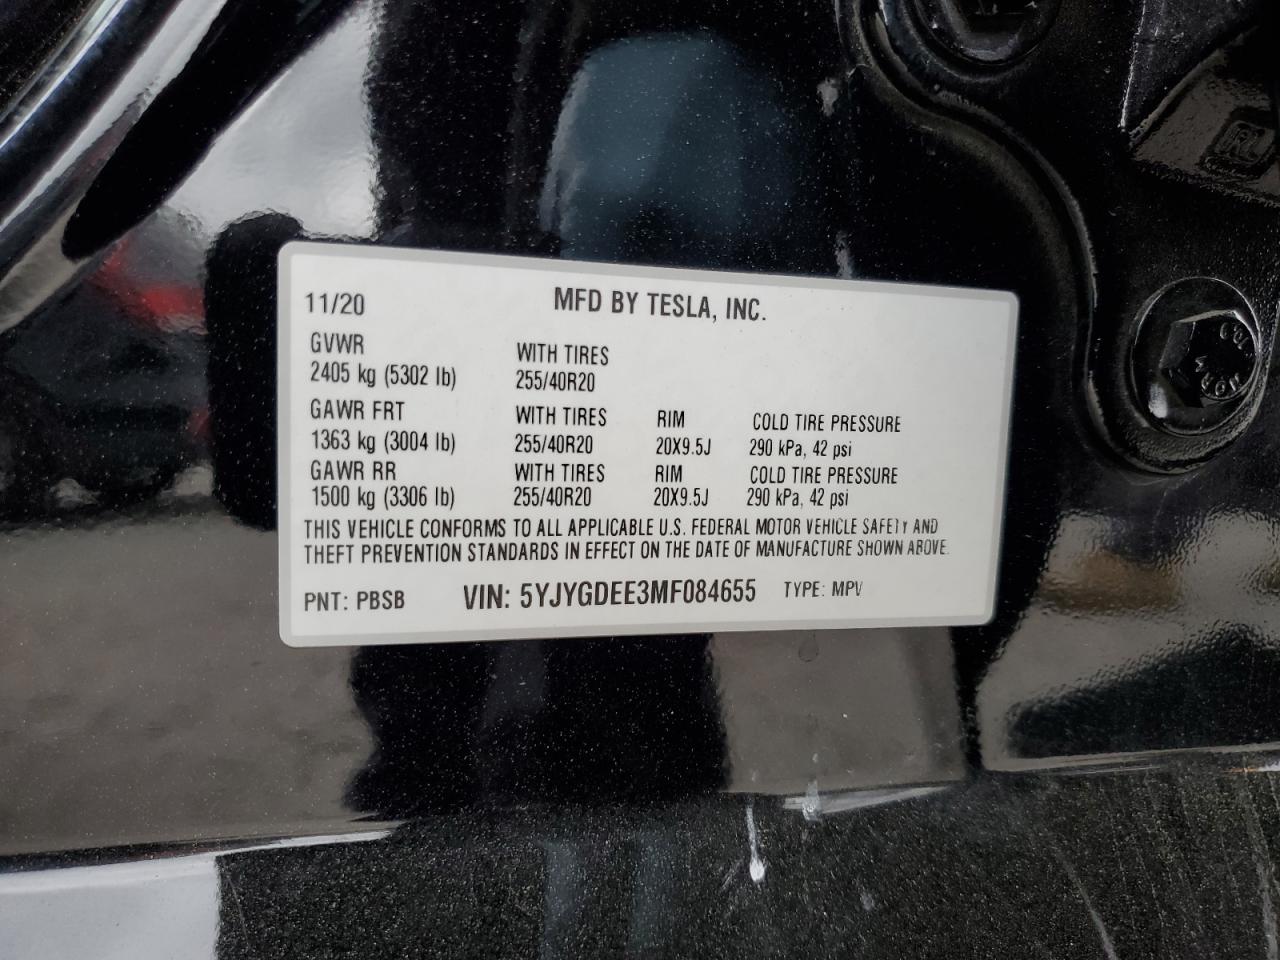 11/20 MFD BY TESLA, INC.
GVWR WITH TIRES
2405 kg (5302 lb) 255/40R20
GAWR FRT WITH TIRES RIM COLD TIRE PRESSURE
1363 kg (3004 lb) 255/40R20 20X9.5J 290 kPa, 42 psi
GAWR RR WITH TIRES RIM COLD TIRE PRESSURE
1500 kg (3306 lb) 255/40R20 20X9.5J 290 kPa, 42 psi
THIS VEHICLE CONFORMS TO ALL APPLICABLE U.S. FEDERAL MOTOR VEHICLE SAFETY AND
THEFT PREVENTION STANDARDS IN EFFECT ON THE DATE OF MANUFACTURE SHOWN ABOVE.
PNT: PBSB VIN: 5YJYGDEE3MF084655 TYPE: MPV